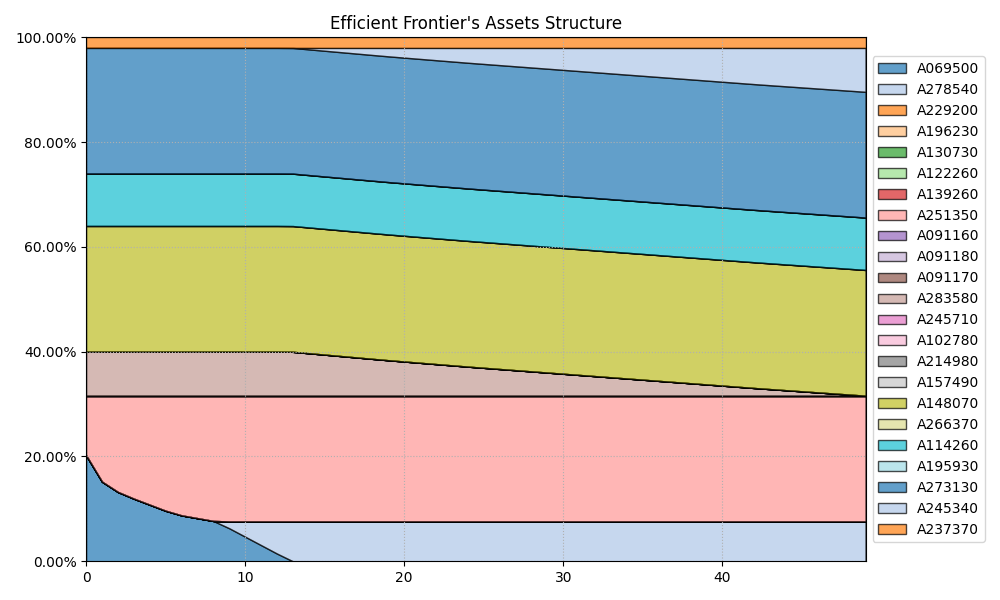 Efficient Frontier's Assets Structure
100.00%
80.00%
60.00%
40.00%
20.00%
0.00%
0
10
20
30
40
A069500
A278540
A229200
A196230
A130730
A122260
A139260
A251350
A091160
A091180
A091170
A283580
A245710
A102780
A214980
A157490
A148070
A266370
A114260
A195930
A273130
A245340
A237370